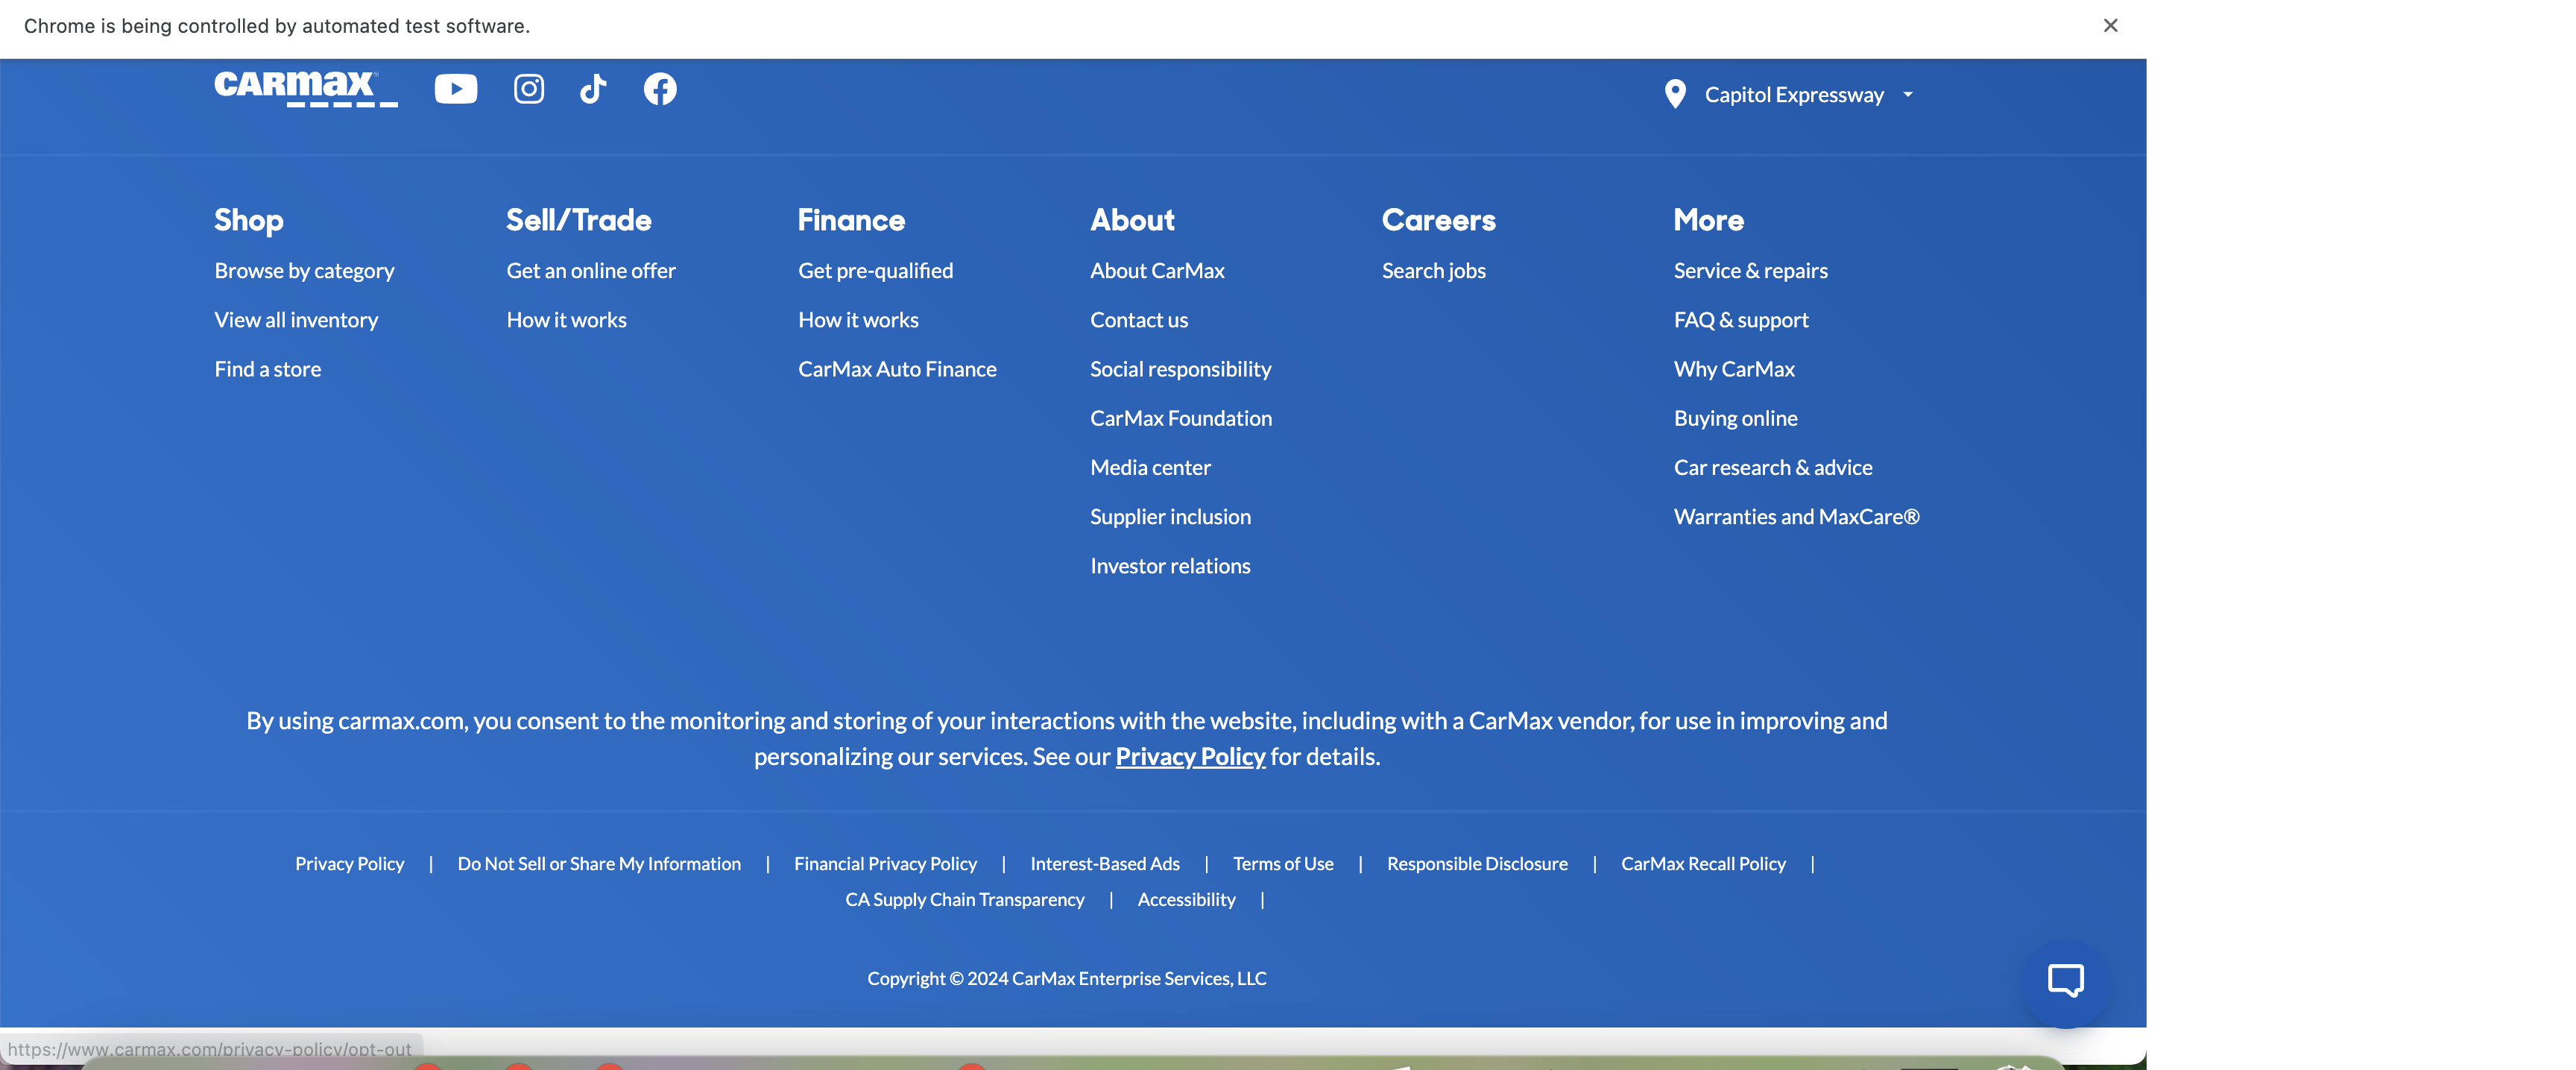 Chrome is being controlled by automated test software.
CARMAX
Capitol Expressway
Shop
Browse by category
View all inventory
Find a store
Sell/Trade
Get an online offer
How it works
Finance
Get pre-qualified
How it works
CarMax Auto Finance
About
About CarMax
Contact us
Social responsibility
CarMax Foundation
Media center
Supplier inclusion
Investor relations
Careers
Search jobs
More
Service & repairs
FAQ & support
Why CarMax
Buying online
Car research & advice
Warranties and MaxCare®
By using carmax.com, you consent to the monitoring and storing of your interactions with the website, including with a CarMax vendor, for use in improving and
personalizing our services. See our Privacy Policy for details.
Privacy Policy | Do Not Sell or Share My Information | Financial Privacy Policy | Interest-Based Ads | Terms of Use | Responsible Disclosure | CarMax Recall Policy |
CA Supply Chain Transparency | Accessibility |
Copyright © 2024 CarMax Enterprise Services, LLC
https://www.carmax.com/privacy-policy/opt-out